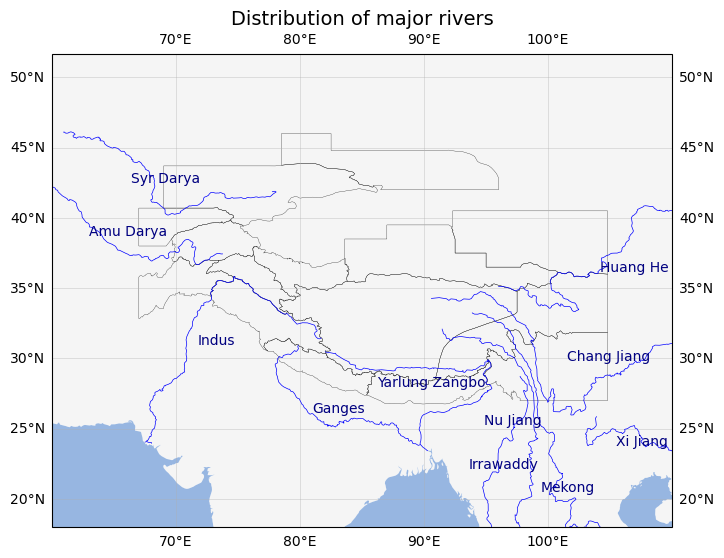 Distribution of major rivers
70°E 80°E 90°E 100°E
50°N 50°N
45°N 45°N
Syr Darya
40°N 40°N
Amu Darya
Huang He
35°N 35°N
Indus
30°N Chang Jiang 30°N
Yarlung Zangbo
Ganges
Nu Jiang
25°N 25°N
Xi Jiang
Irrawaddy
Mekong
20°N 20°N
70°E 80°E 90°E 100°E